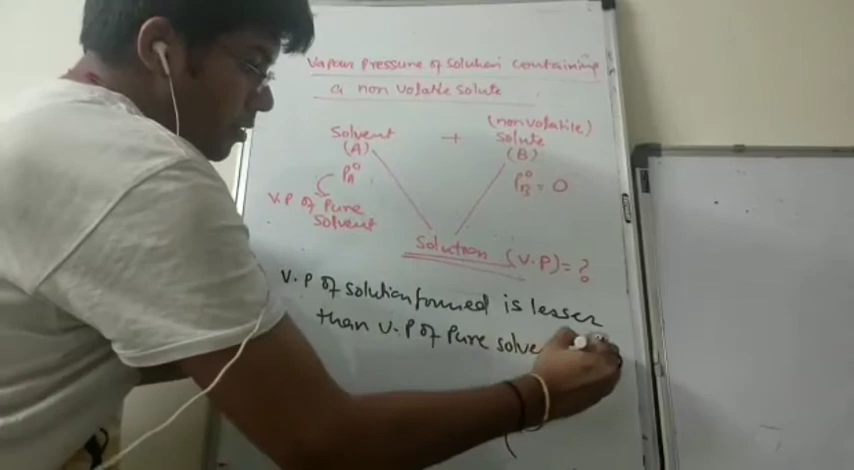 Vapour Pressure of Solution containing
a non volatile solute
Solvent + (non volatile) Solute
(A) (B)
P°A P°B = 0
V.P of Pure
Solvent
Solution (V.P) = ?
V.P of Solution formed is lesser
than V.P of Pure solve